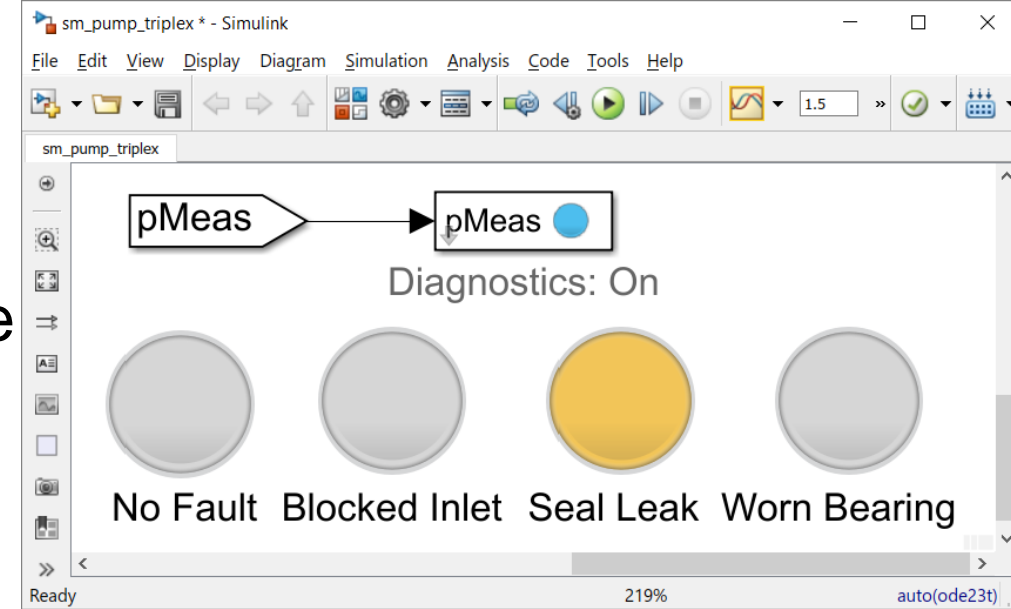 sm_pump_triplex * - Simulink
File Edit View Display Diagram Simulation Analysis Code Tools Help
1.5 »
sm_pump_triplex
pMeas pMeas
Diagnostics: On
e
No Fault Blocked Inlet Seal Leak Worn Bearing
Ready 219% auto(ode23t)